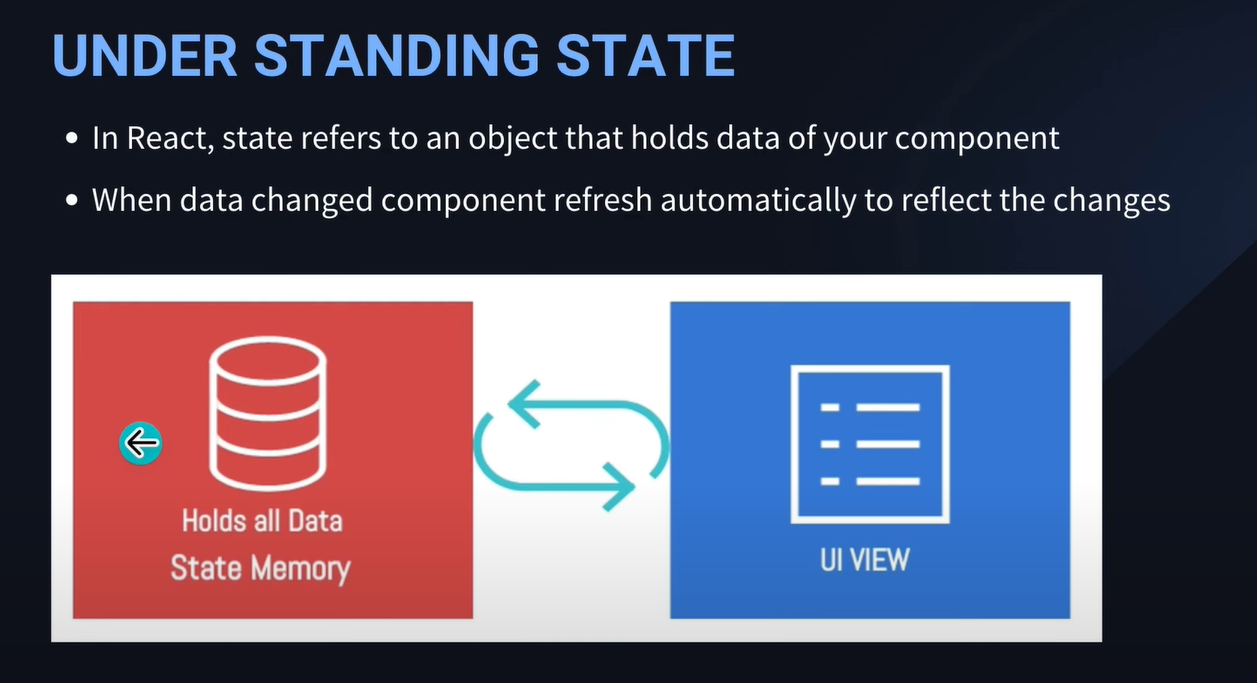 UNDER STANDING STATE
In React, state refers to an object that holds data of your component
When data changed component refresh automatically to reflect the changes
Holds all Data
State Memory
UI VIEW